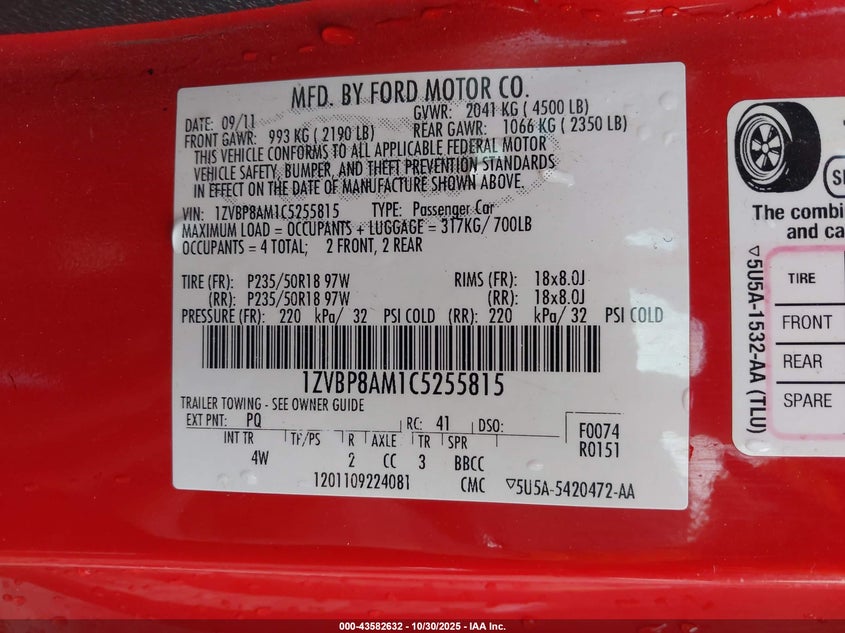 MFD. BY FORD MOTOR CO.
DATE: 09/11
GVWR: 2041 KG ( 4500 LB)
FRONT GAWR: 993 KG ( 2190 LB)
REAR GAWR: 1066 KG ( 2350 LB)
THIS VEHICLE CONFORMS TO ALL APPLICABLE FEDERAL MOTOR
VEHICLE SAFETY, BUMPER, AND THEFT PREVENTION STANDARDS
IN EFFECT ON THE DATE OF MANUFACTURE SHOWN ABOVE.
VIN: 1ZVBP8AM1C5255815 TYPE: Passenger Car
MAXIMUM LOAD = OCCUPANTS + LUGGAGE = 317KG/ 700LB
OCCUPANTS = 4 TOTAL; 2 FRONT, 2 REAR
TIRE (FR): P235/50R18 97W RIMS (FR): 18x8.0J
(RR): P235/50R18 97W (RR): 18x8.0J
PRESSURE (FR): 220 kPa/ 32 PSI COLD (RR): 220 kPa/ 32 PSI COLD
1ZVBP8AM1C5255815
TRAILER TOWING - SEE OWNER GUIDE
EXT PNT: PQ RC: 41 DSO:
F0074
R0151
INT TR TP/PS R AXLE TR SPR
4W 2 CC 3 BBCC
1201109224081 CMC ▽5U5A-5420472-AA
The combi
and ca
▽5U5A-1532-AA (TLU)
TIRE
FRONT
REAR
SPARE
000-43582632 - 10/30/2025 - IAA Inc.